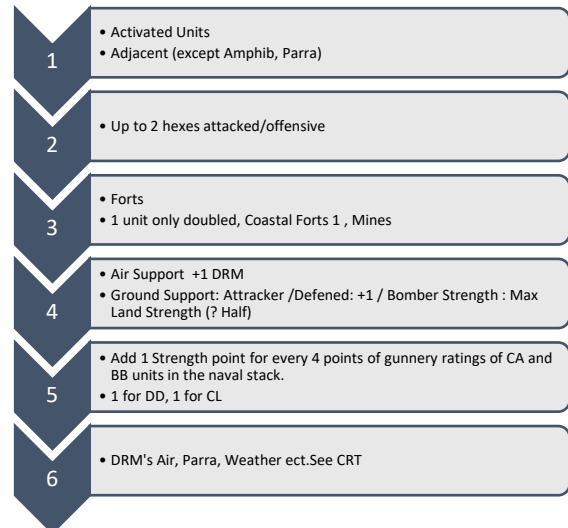 1
• Activated Units
• Adjacent (except Amphib, Parra)
2
• Up to 2 hexes attacked/offensive
3
• Forts
• 1 unit only doubled, Coastal Forts 1 , Mines
4
• Air Support +1 DRM
• Ground Support: Attracker /Defened: +1 / Bomber Strength : Max
Land Strength (? Half)
5
• Add 1 Strength point for every 4 points of gunnery ratings of CA and
BB units in the naval stack.
• 1 for DD, 1 for CL
6
• DRM's Air, Parra, Weather ect.See CRT